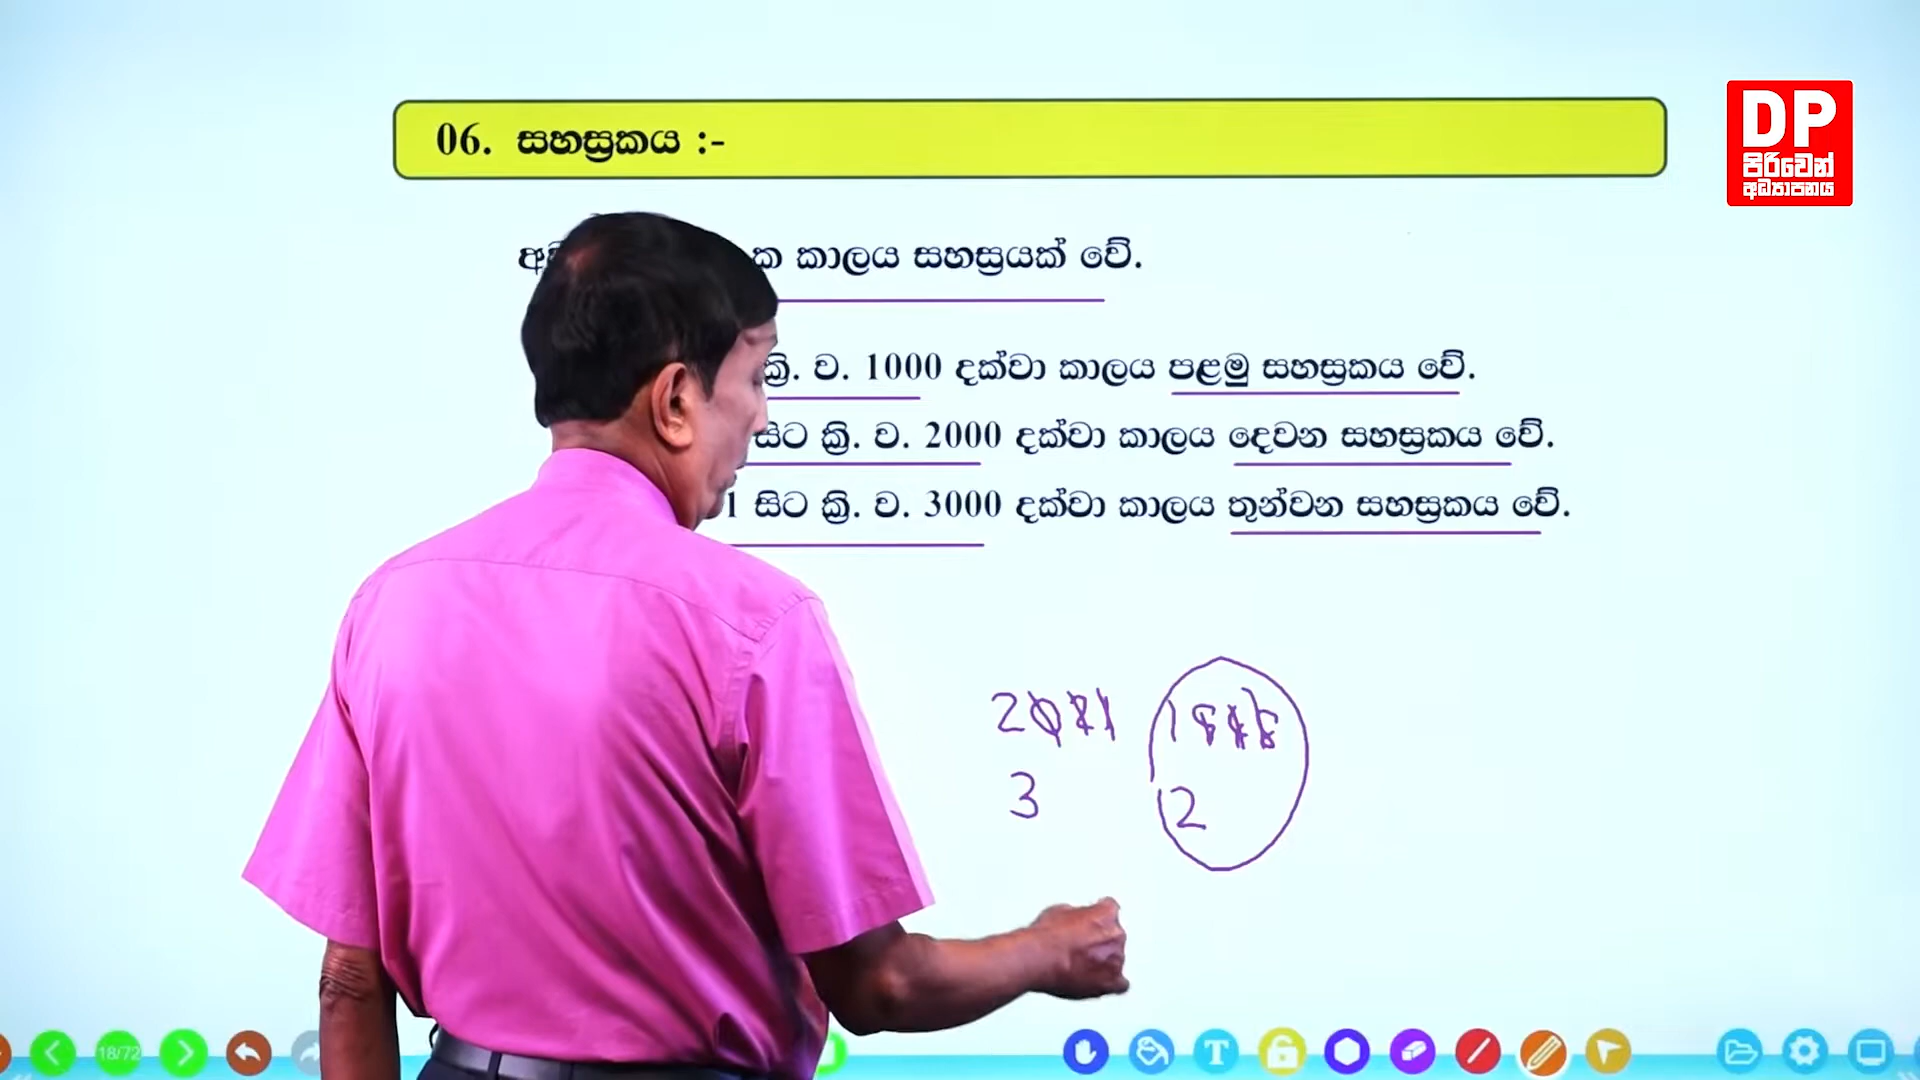 06. සහස්‍රකය :-
DP
පිරිවෙන්
අධ්‍යාපනය
කාලය සහස්‍රයක් වේ.
ක්‍රි. ව. 1000 දක්වා කාලය පළමු සහස්‍රකය වේ.
සිට ක්‍රි. ව. 2000 දක්වා කාලය දෙවන සහස්‍රකය වේ.
1 සිට ක්‍රි. ව. 3000 දක්වා කාලය තුන්වන සහස්‍රකය වේ.
2021
3 2
18/72